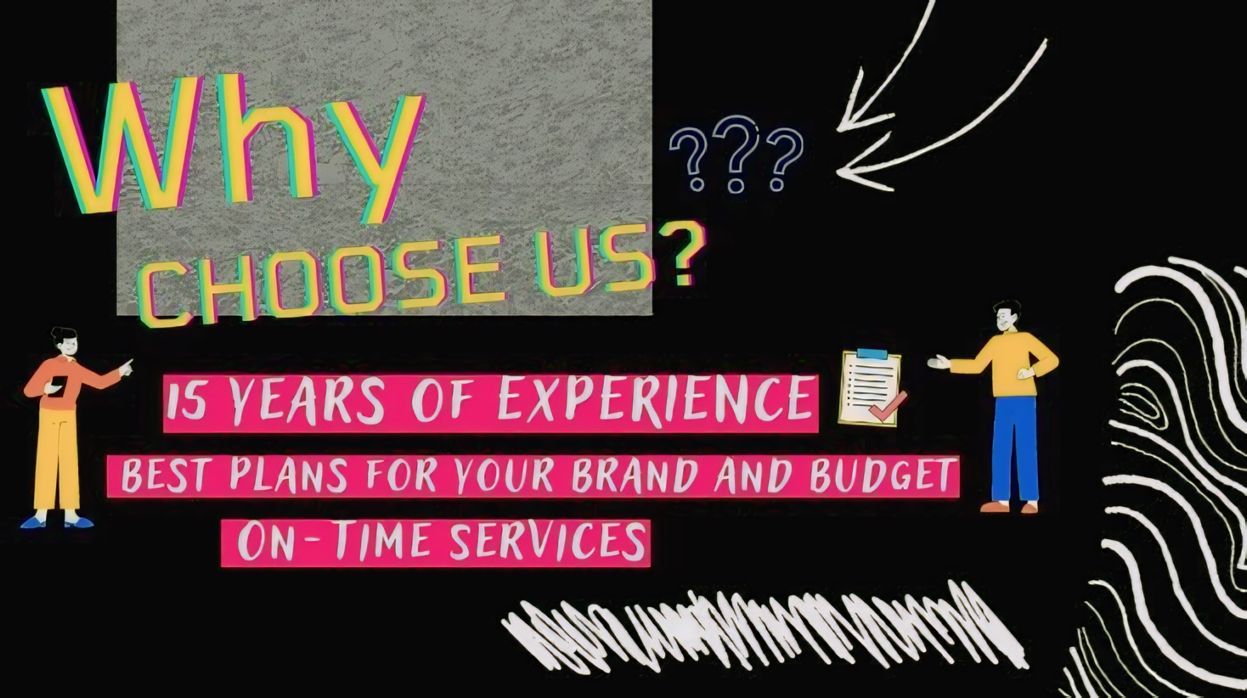 Why
CHOOSE US?
???
15 YEARS OF EXPERIENCE
BEST PLANS FOR YOUR BRAND AND BUDGET
ON-TIME SERVICES